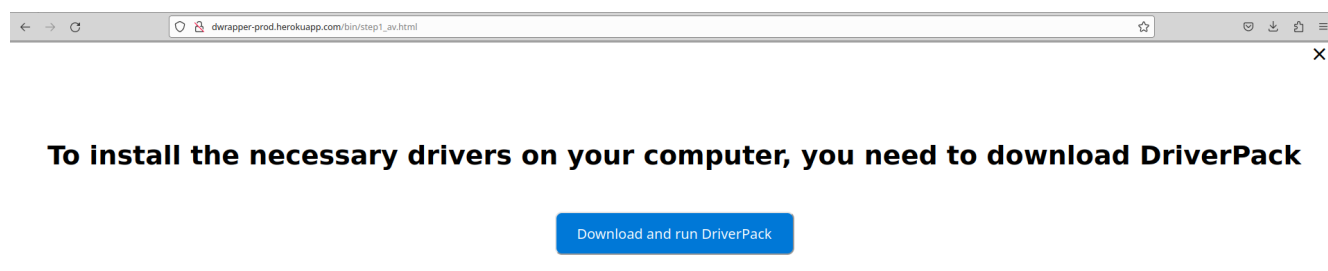 dwrapper-prod.herokuapp.com/bin/step1_av.html
To install the necessary drivers on your computer, you need to download DriverPack
Download and run DriverPack